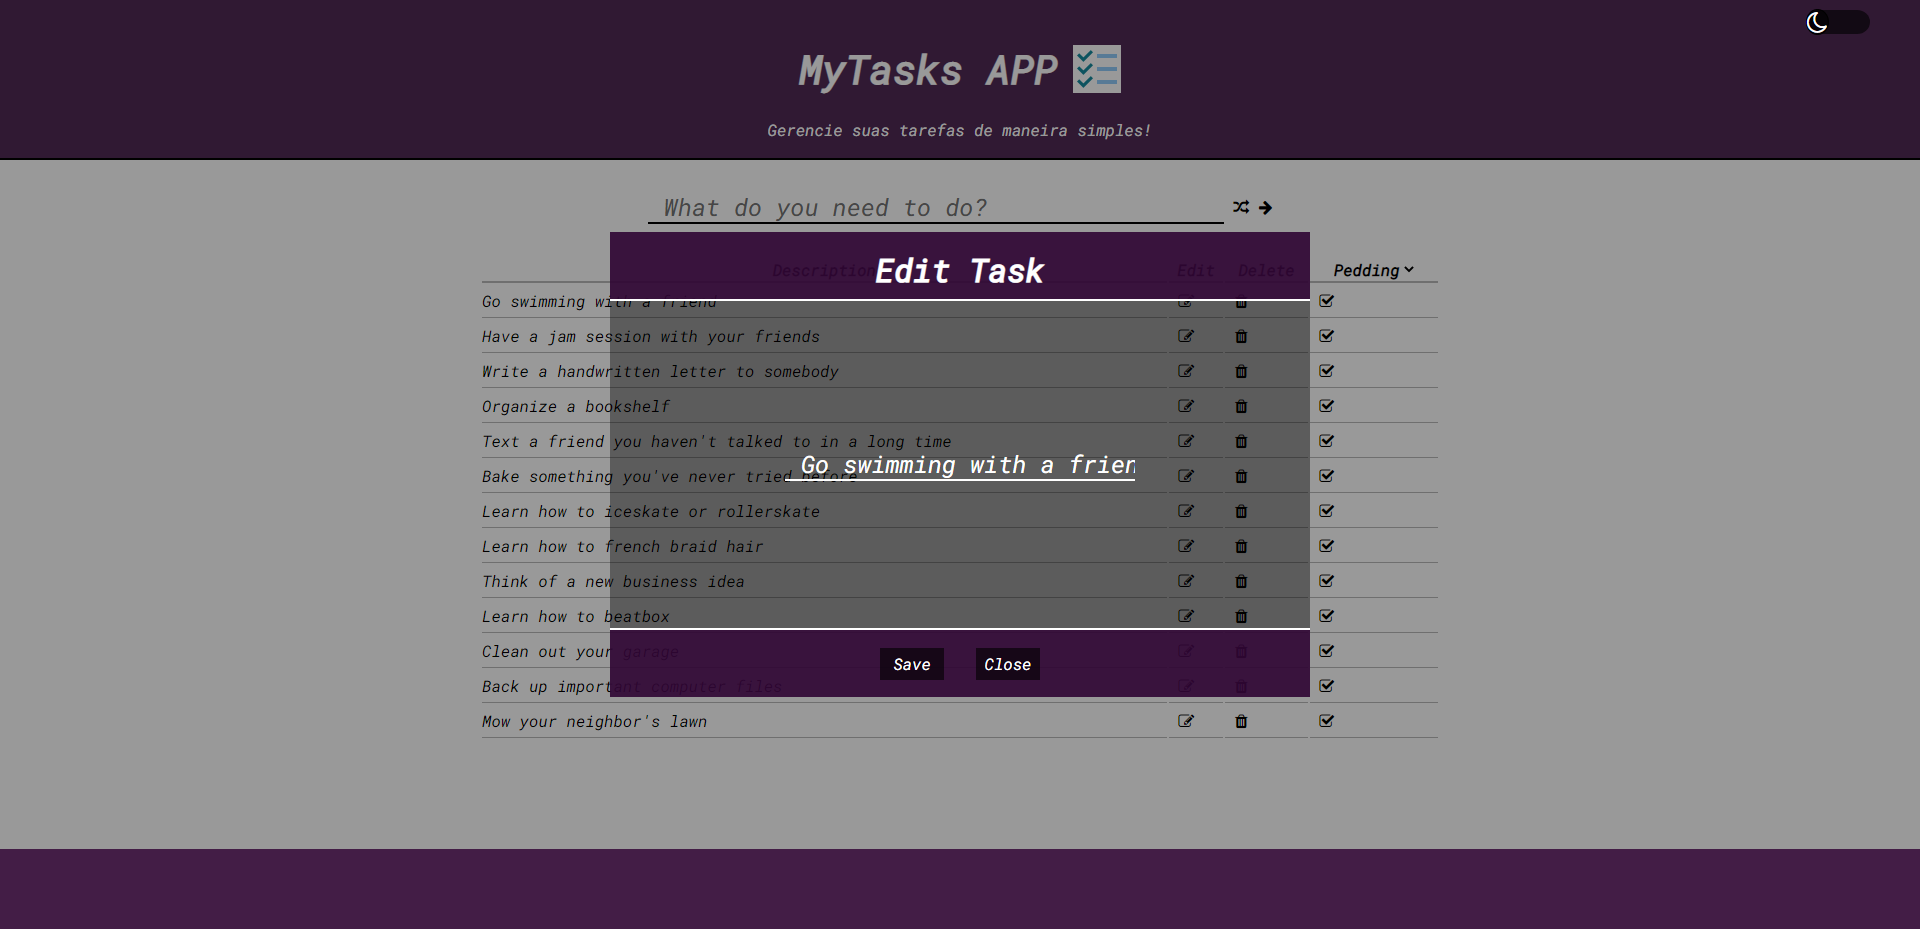 MyTasks APP
Gerencie suas tarefas de maneira simples!
What do you need to do?
Description Edit Delete Pedding
Edit Task
Go swimming with a friend
Have a jam session with your friends
Write a handwritten letter to somebody
Organize a bookshelf
Text a friend you haven't talked to in a long time
Go swimming with a frien
Bake something you've never tried before
Learn how to iceskate or rollerskate
Learn how to french braid hair
Think of a new business idea
Learn how to beatbox
Clean out your garage
Save Close
Back up important computer files
Mow your neighbor's lawn